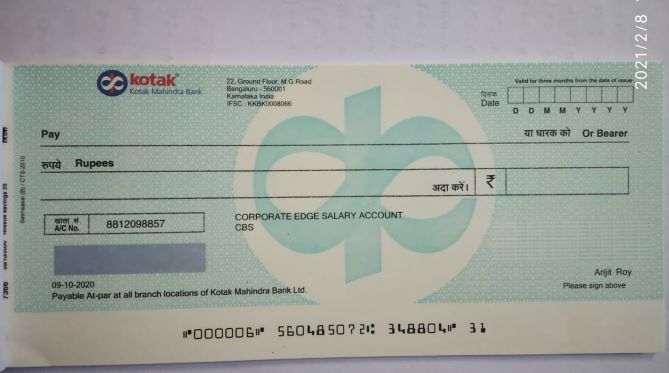 2021/2/8
kotak
Kotak Mahindra Bank
22, Ground Floor, M.G.Road
Bengaluru - 560001
Karnataka India
IFSC : KKBK0008066
Valid for three months from the date of issue
दिनांक
Date
D D M M Y Y Y Y
Pay
या धारक को Or Bearer
रुपये Rupees
अदा करें। ₹
खाता सं
A/C No. 8812098857
CORPORATE EDGE SALARY ACCOUNT
CBS
09-10-2020
Payable At-par at all branch locations of Kotak Mahindra Bank Ltd.
Arijit Roy
Please sign above
⑈000006⑈ 560485072⑆ 348804⑈ 31